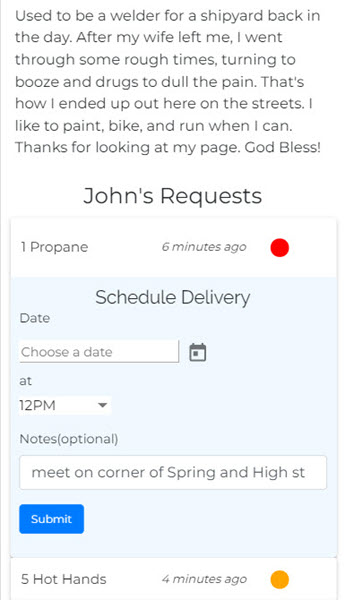 Used to be a welder for a shipyard back in
the day. After my wife left me, I went
through some rough times, turning to
booze and drugs to dull the pain. That's
how I ended up out here on the streets. I
like to paint, bike, and run when I can.
Thanks for looking at my page. God Bless!
John's Requests
1 Propane 6 minutes ago
Schedule Delivery
Date
Choose a date
at
12PM
Notes(optional)
meet on corner of Spring and High st
Submit
5 Hot Hands 4 minutes ago